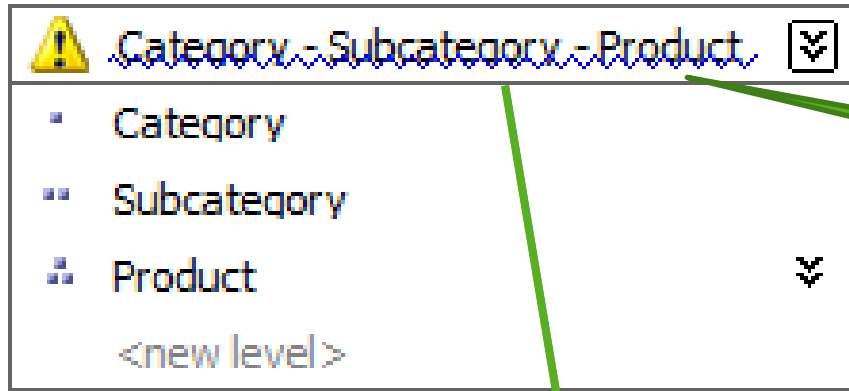 Category - Subcategory - Product
Category
Subcategory
Product
<new level>